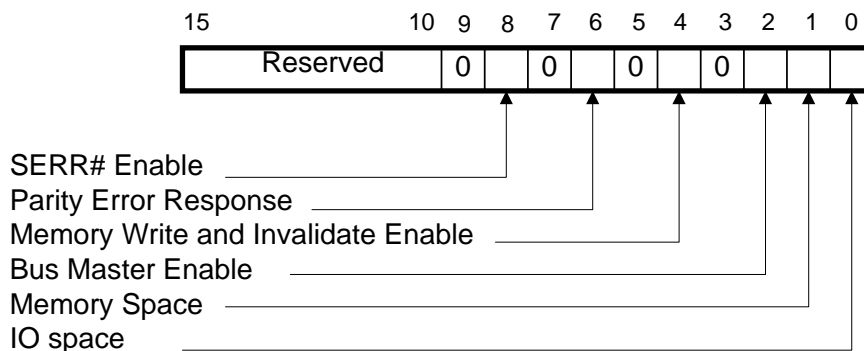 15 10 9 8 7 6 5 4 3 2 1 0
Reserved 0 0 0 0
SERR# Enable
Parity Error Response
Memory Write and Invalidate Enable
Bus Master Enable
Memory Space
IO space